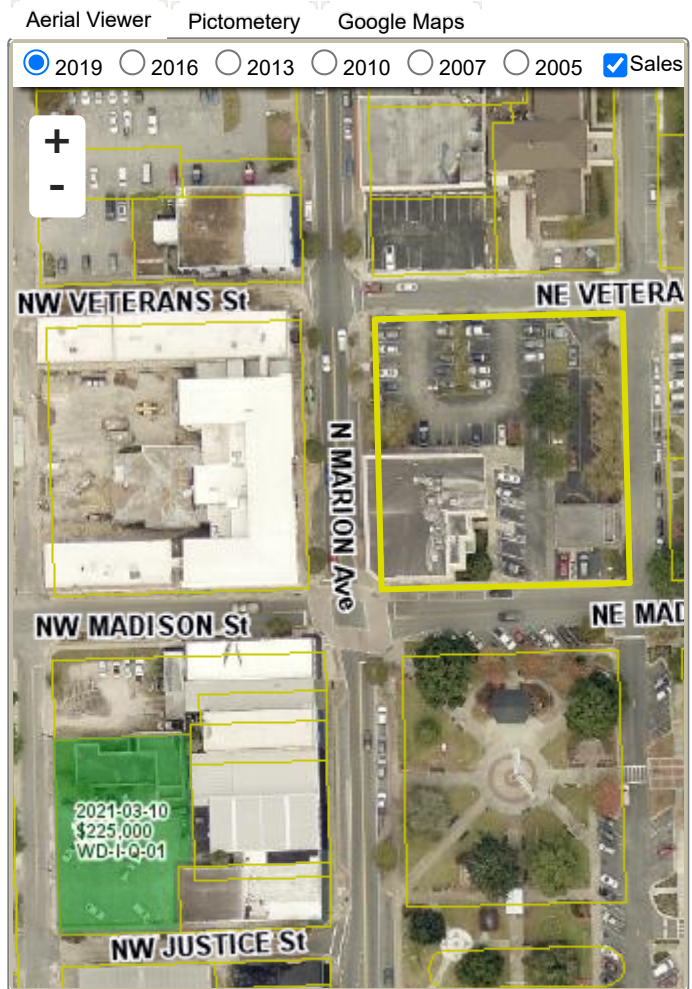 Aerial Viewer
Pictometery
Google Maps
2019
2016
2013
2010
2007
2005
Sales
+
-
NW VETERANS St
NE VETERA
N MARION Ave
NW MADISON St
NE MAD
2021-03-10
$225,000
WD-I-Q-01
NW JUSTICE St